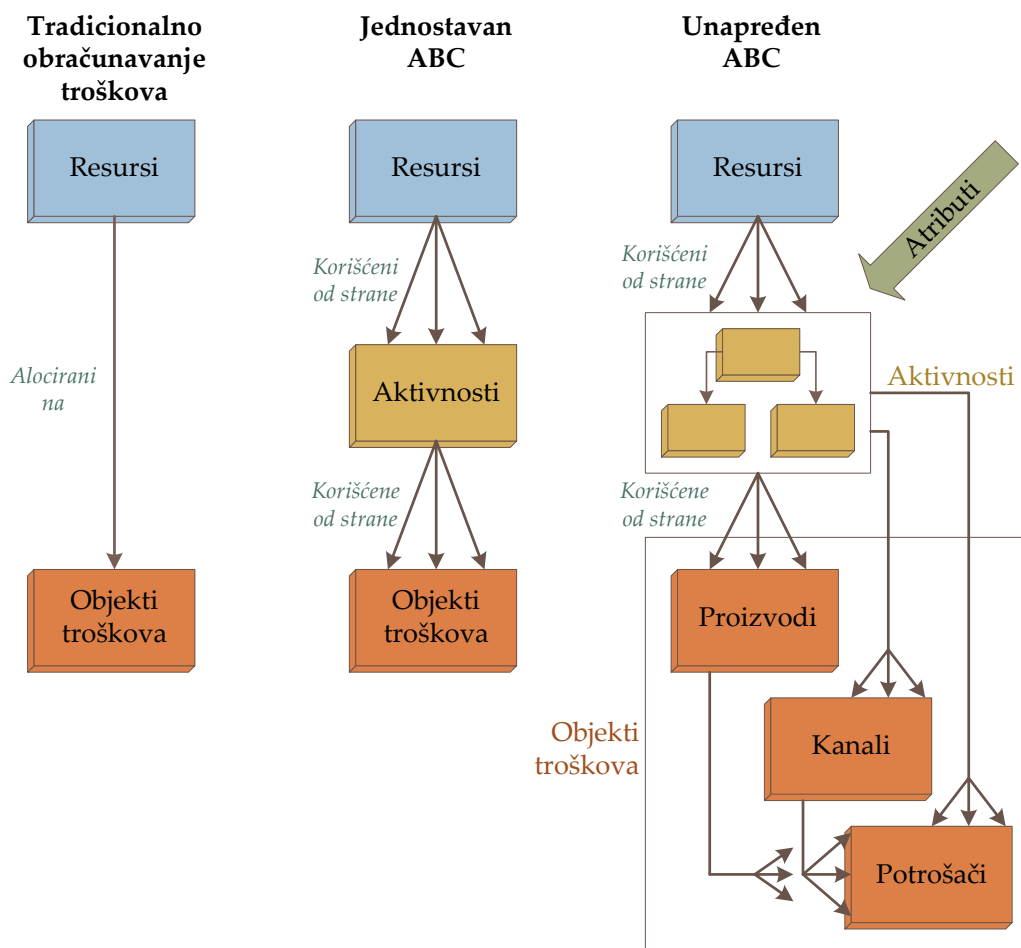 Tradicionalno
obračunavanje
troškova
Resursi
Alocirani
na
Objekti
troškova
Jednostavan
ABC
Resursi
Korišćeni
od strane
Aktivnosti
Korišćene
od strane
Objekti
troškova
Unapređen
ABC
Resursi
Atributi
Korišćeni
od strane
Aktivnosti
Korišćene
od strane
Proizvodi
Kanali
Objekti
troškova
Potrošači